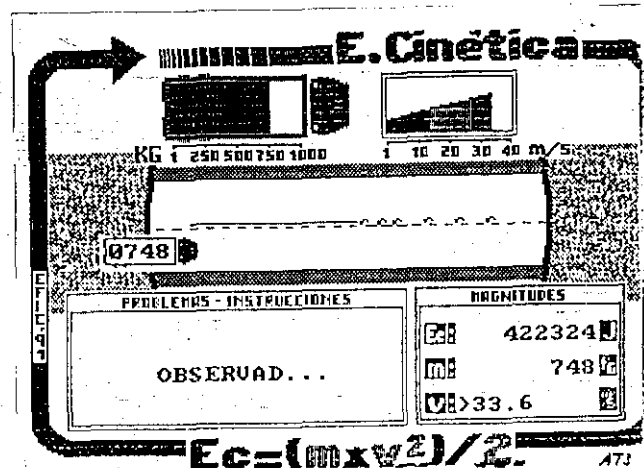 E.Cinética
KG 1 250 500 750 1000
1 10 20 30 40 m/s
0748
PROBLEMAS - INSTRUCCIONES
MAGNITUDES
OBSERVAD...
Ec: 422324 J
m: 748
v: >33.6
Ec=(mxv2)/2.